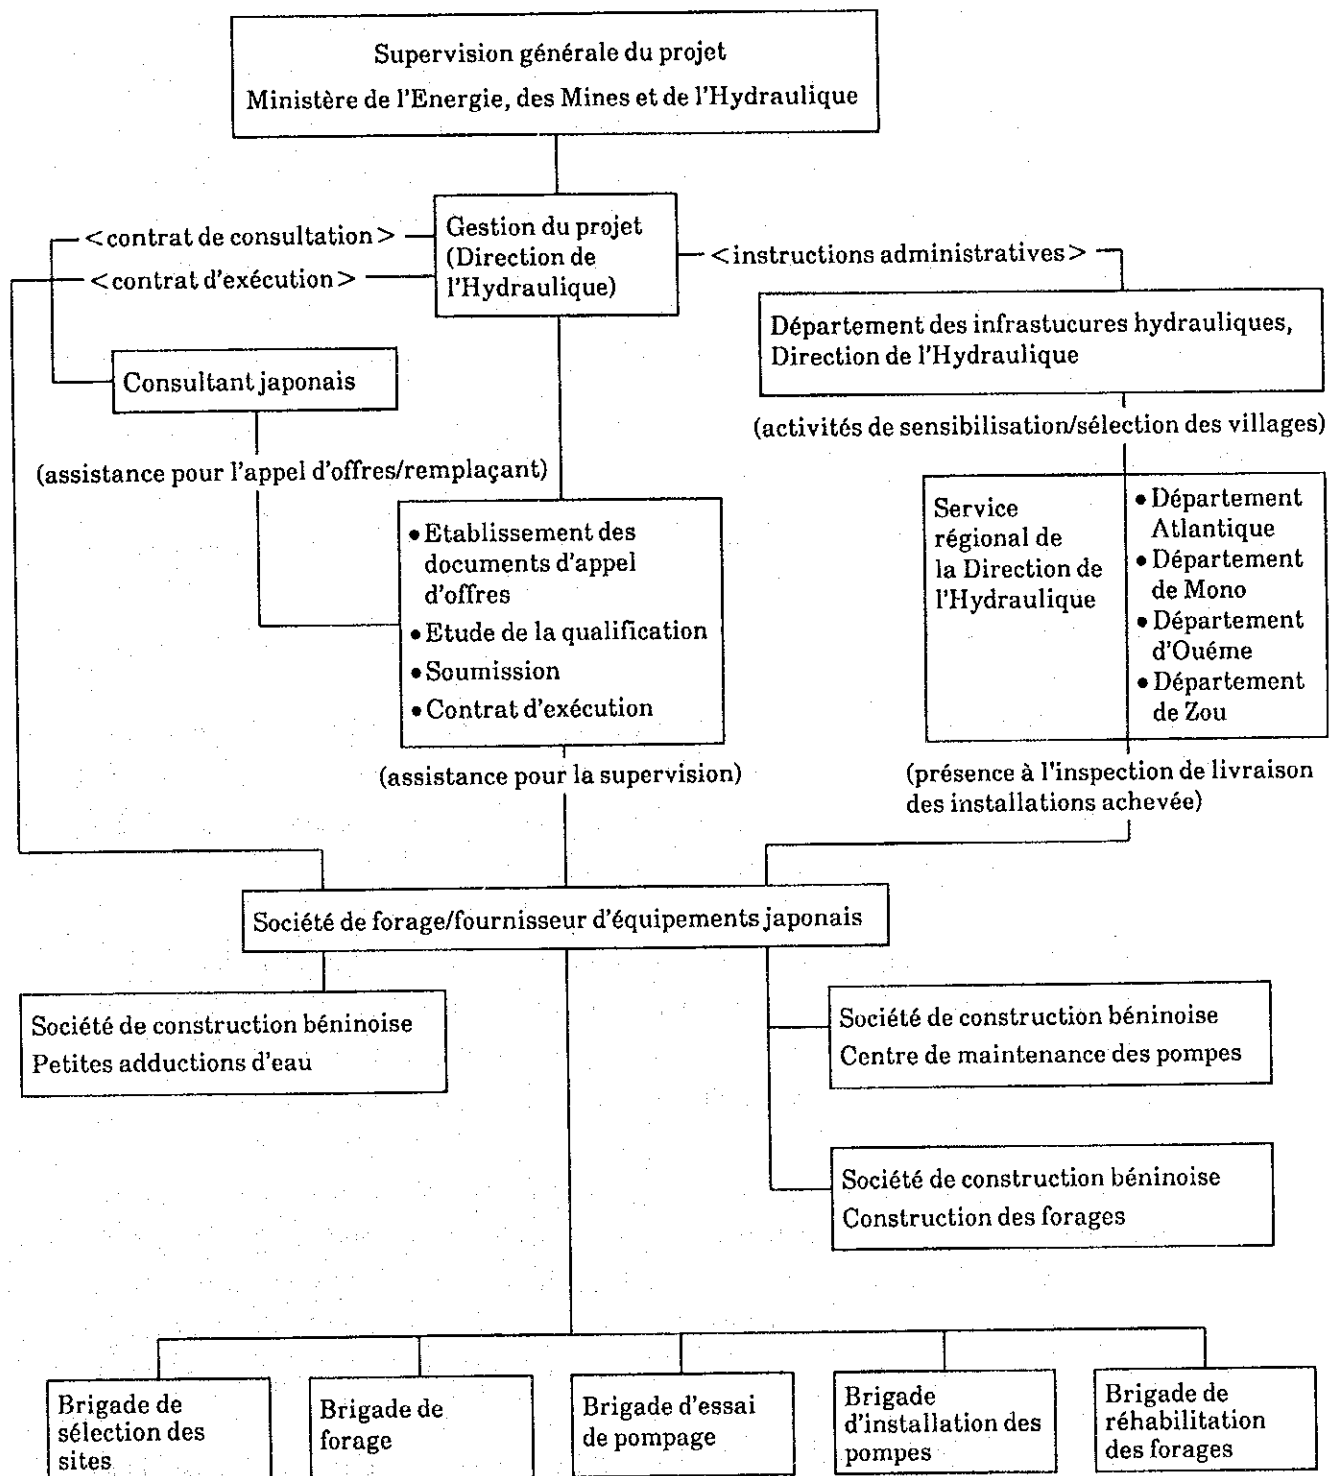 Supervision générale du projet
Ministère de l'Energie, des Mines et de l'Hydraulique
<contrat de consultation>
<contrat d'exécution>
Gestion du projet
(Direction de
l'Hydraulique)
<instructions administratives>
Département des infrastucures hydrauliques,
Direction de l'Hydraulique
Consultant japonais
(activités de sensibilisation/sélection des villages)
(assistance pour l'appel d'offres/remplaçant)
• Etablissement des
documents d'appel
d'offres
• Etude de la qualification
• Soumission
• Contrat d'exécution
Service
régional de
la Direction de
l'Hydraulique
• Département
Atlantique
• Département
de Mono
• Département
d'Ouéme
• Département
de Zou
(assistance pour la supervision)
(présence à l'inspection de livraison
des installations achevée)
Société de forage/fournisseur d'équipements japonais
Société de construction béninoise
Petites adductions d'eau
Société de construction béninoise
Centre de maintenance des pompes
Société de construction béninoise
Construction des forages
Brigade de
sélection des
sites
Brigade de
forage
Brigade d'essai
de pompage
Brigade
d'installation des
pompes
Brigade de
réhabilitation
des forages